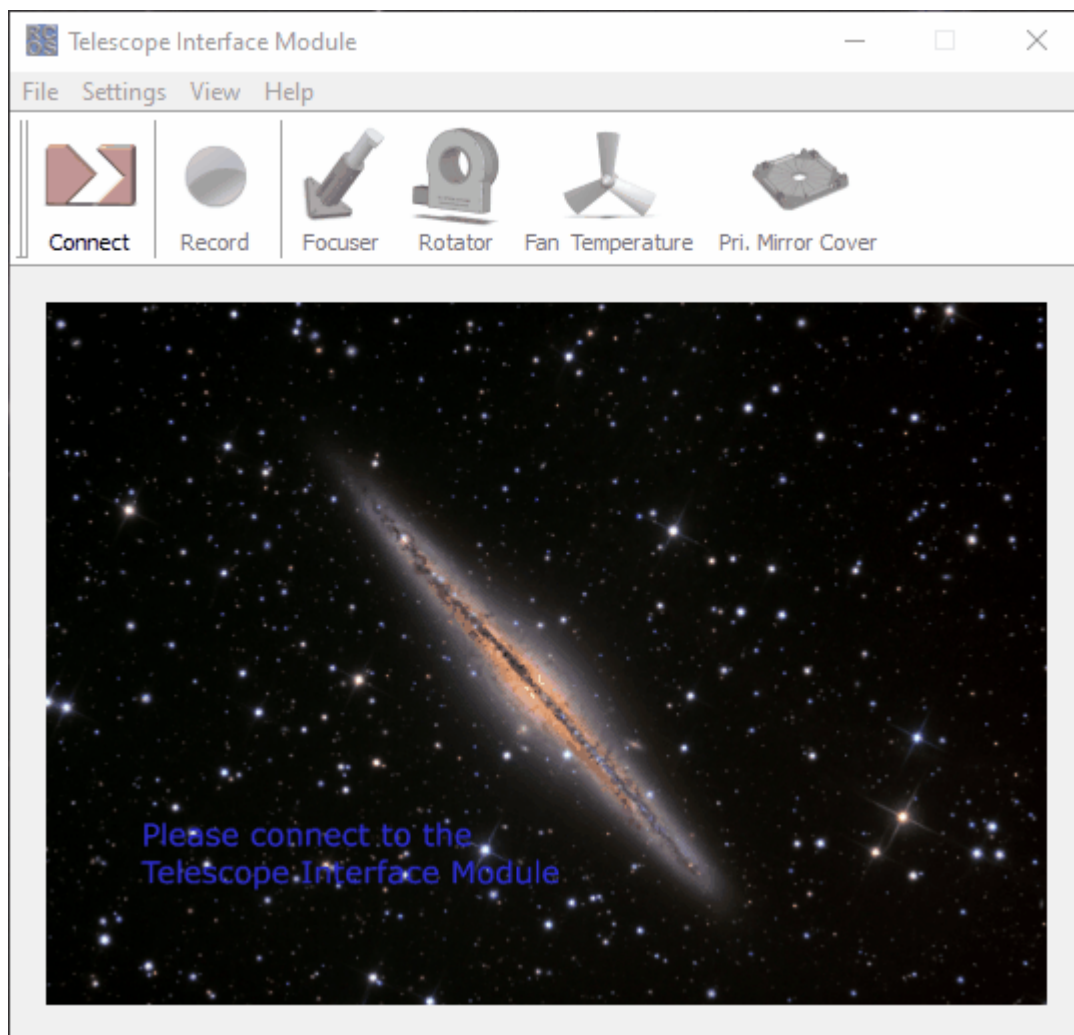 Telescope Interface Module
File Settings View Help
Connect Record Focuser Rotator Fan Temperature Pri. Mirror Cover
Please connect to the
Telescope Interface Module